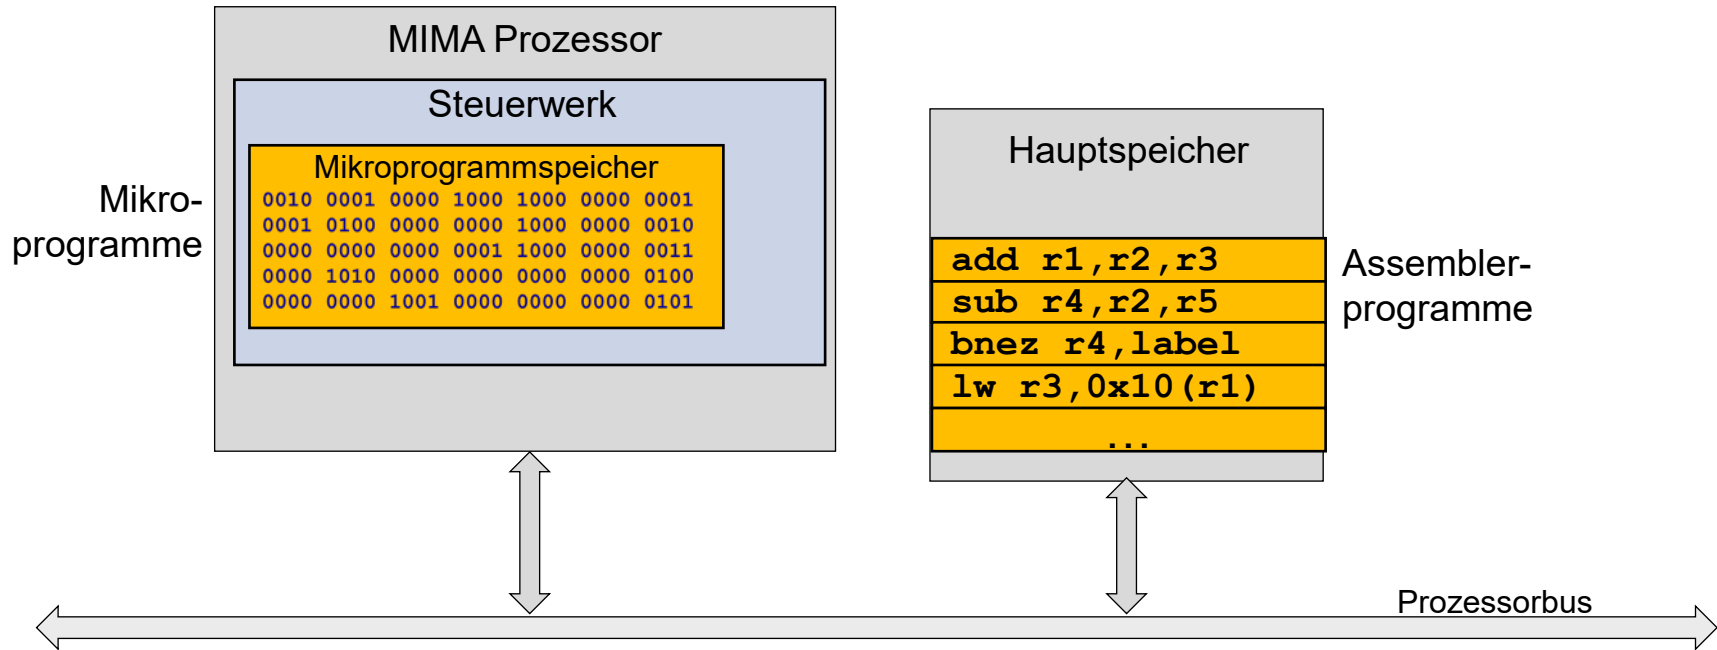 MIMA Prozessor
Steuerwerk
Mikroprogrammspeicher
0010 0001 0000 1000 1000 0000 0001
0001 0100 0000 0000 1000 0000 0010
0000 0000 0000 0001 1000 0000 0011
0000 1010 0000 0000 0000 0000 0100
0000 0000 1001 0000 0000 0000 0101
Mikro-
programme
Hauptspeicher
add r1,r2,r3
sub r4,r2,r5
bnez r4,label
lw r3,0x10(r1)
...
Assembler-
programme
Prozessorbus